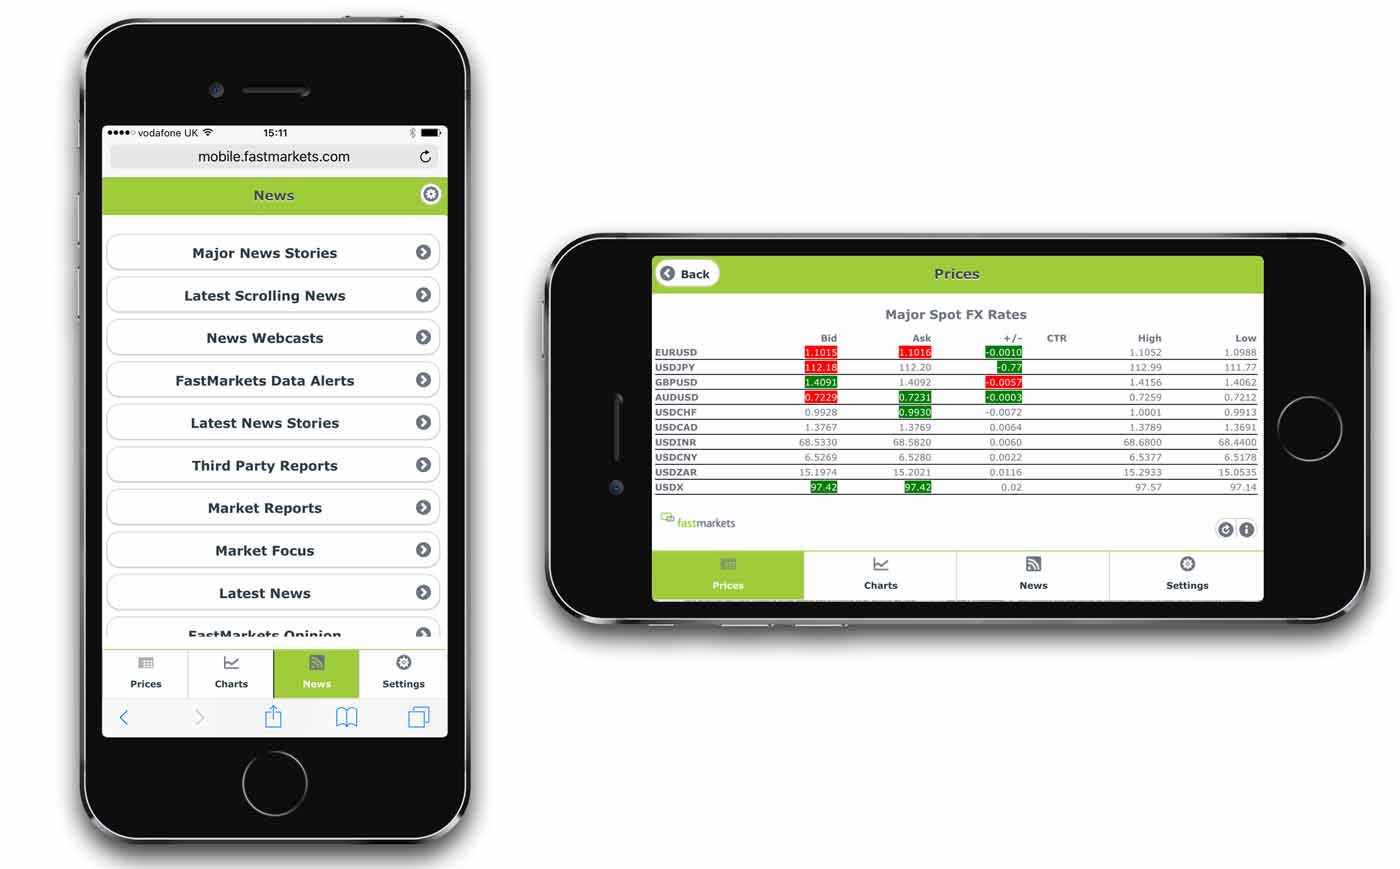 vodafone UK 15:11
mobile.fastmarkets.com
News
Major News Stories
Latest Scrolling News
News Webcasts
FastMarkets Data Alerts
Latest News Stories
Third Party Reports
Market Reports
Market Focus
Latest News
FastMarkets Opinion
Prices Charts News Settings
Back Prices
Major Spot FX Rates
Bid Ask +/- CTR High Low
EURUSD 1.1015 1.1016 -0.0010 1.1052 1.0988
USDJPY 112.18 112.20 -0.77 112.99 111.77
GBPUSD 1.4091 1.4092 -0.0057 1.4156 1.4062
AUDUSD 0.7229 0.7231 -0.0003 0.7259 0.7212
USDCHF 0.9928 0.9930 -0.0072 1.0001 0.9913
USDCAD 1.3767 1.3769 0.0064 1.3789 1.3691
USDINR 68.5330 68.5820 0.0060 68.6800 68.4400
USDCNY 6.5269 6.5280 0.0022 6.5377 6.5178
USDZAR 15.1974 15.2021 0.0116 15.2933 15.0535
USDX 97.42 97.42 0.02 97.57 97.14
fastmarkets
Prices Charts News Settings